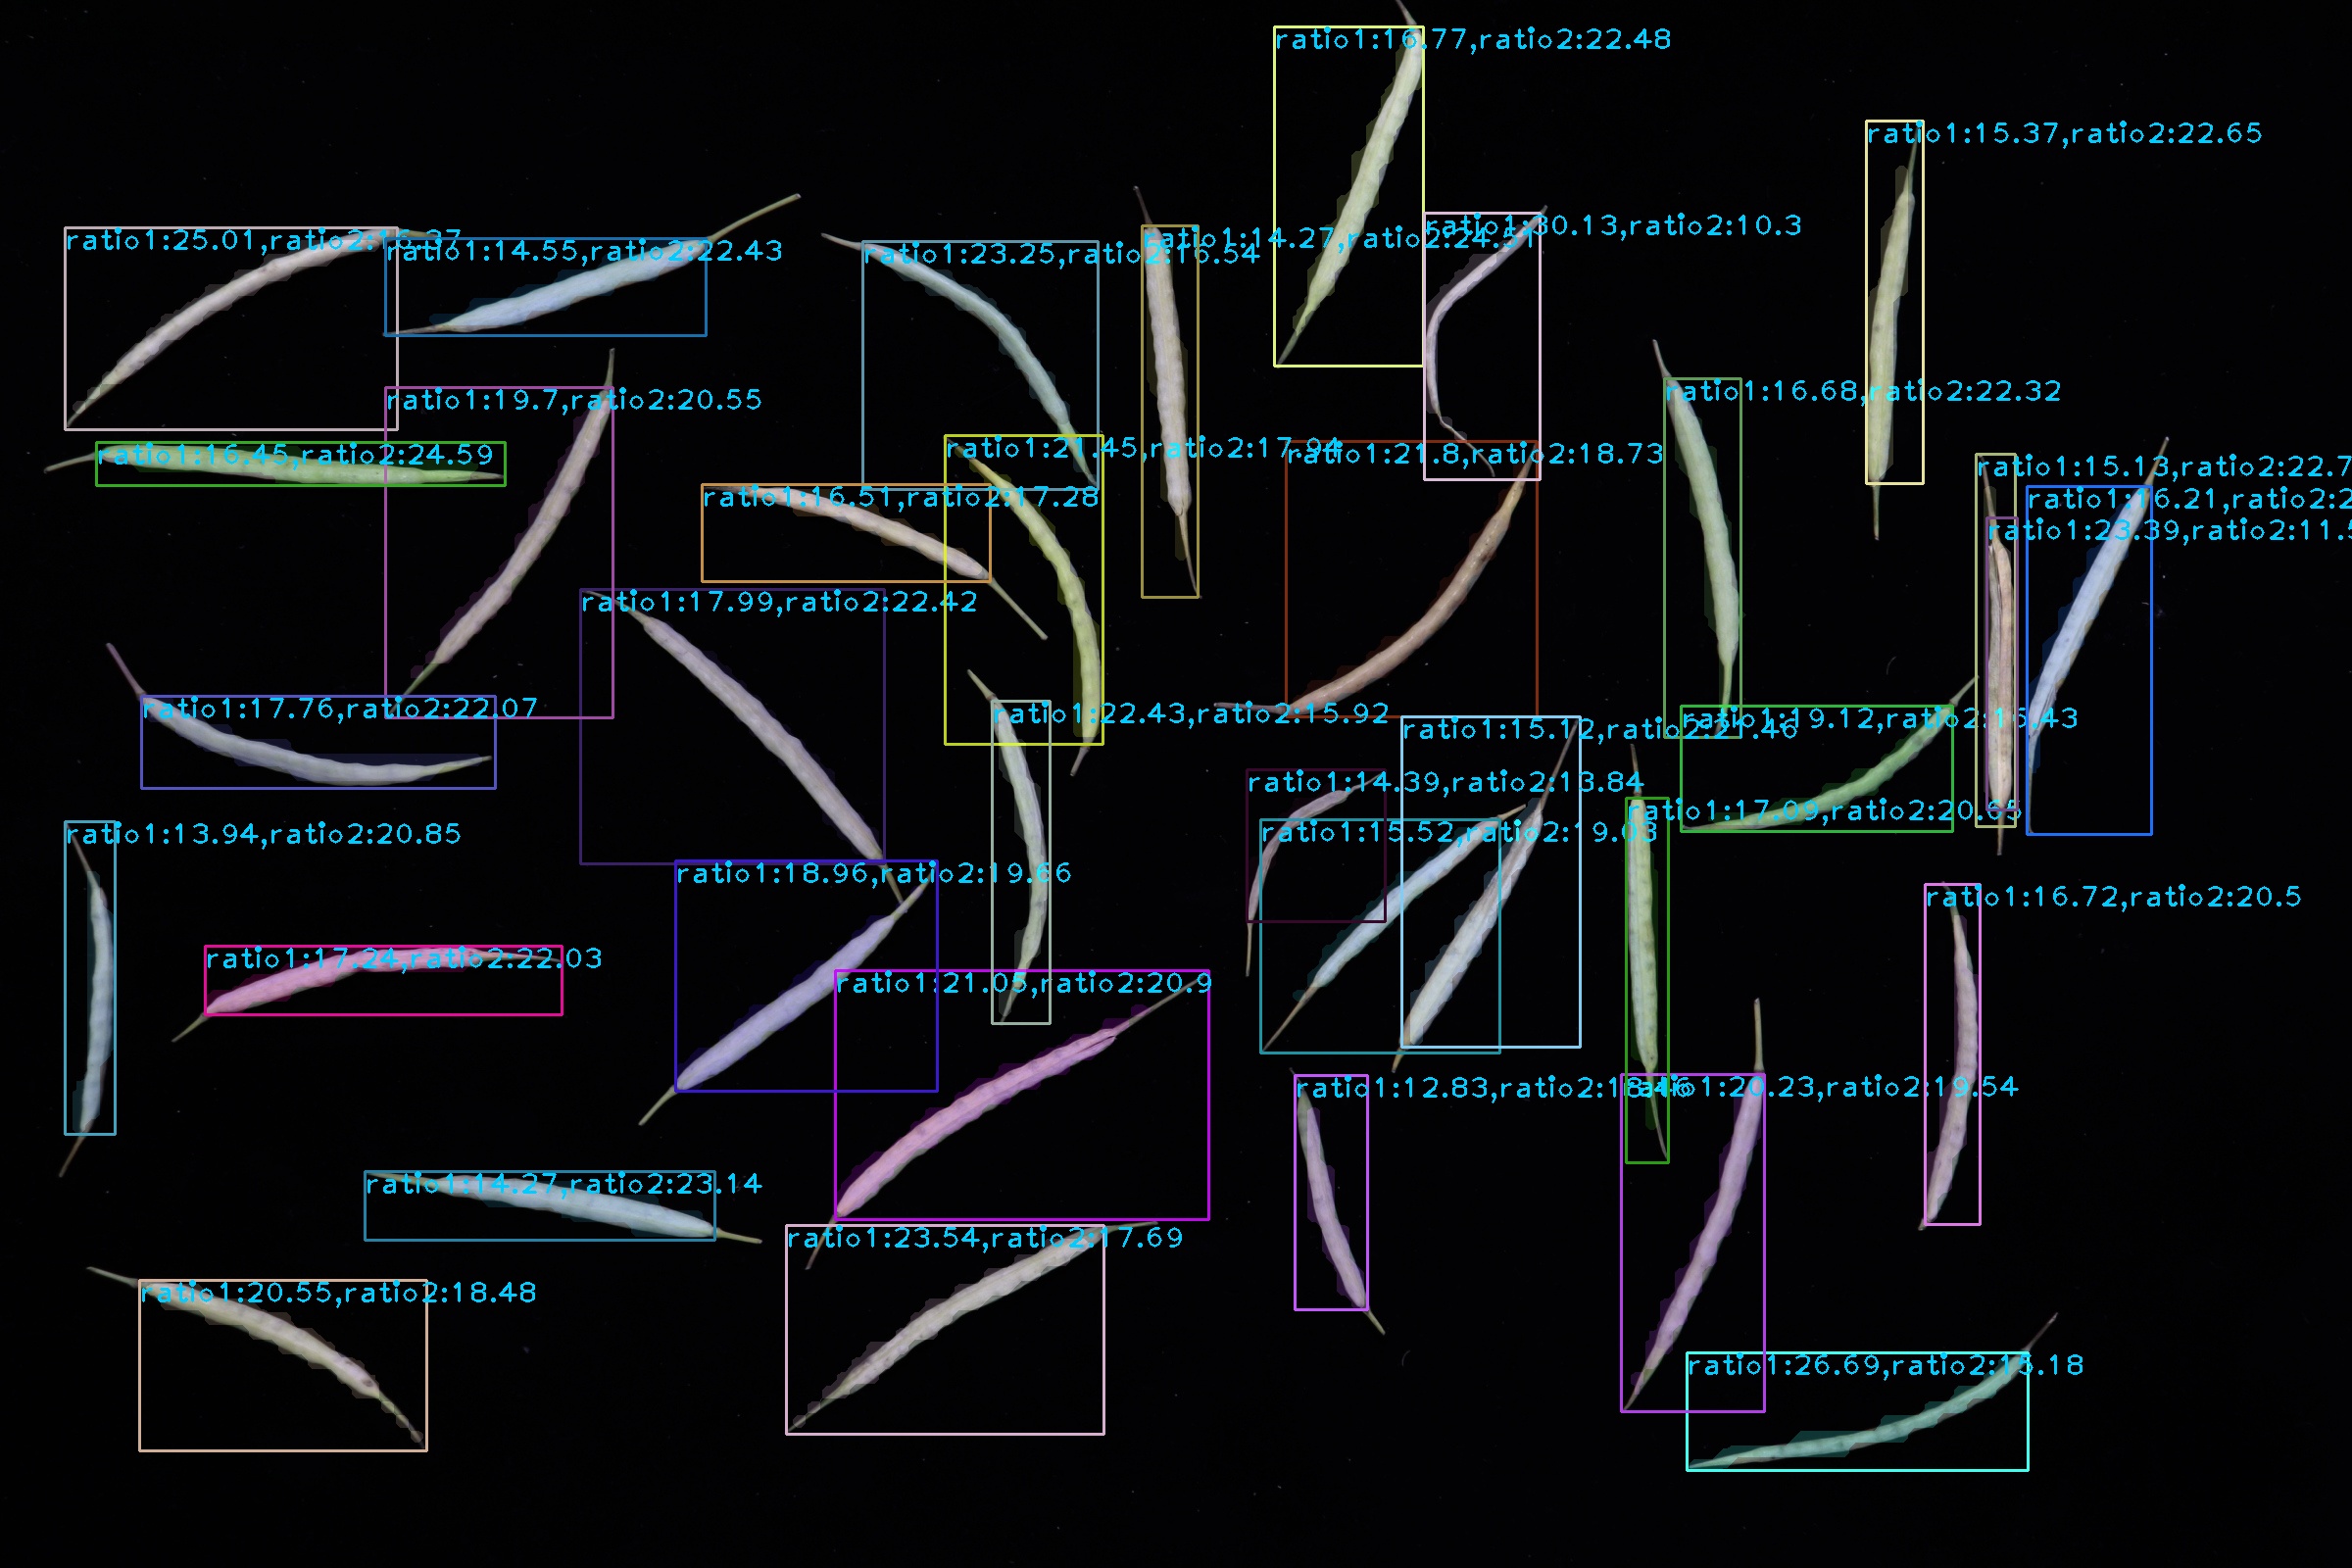 ratio1:16.77,ratio2:22.48
ratio1:15.37,ratio2:22.65
ratio1:30.13,ratio2:10.3
ratio1:25.01,ratio2:16.37
ratio1:14.27,ratio2:24.51
ratio1:14.55,ratio2:22.43
ratio1:23.25,ratio2:16.54
ratio1:16.68,ratio2:22.32
ratio1:19.7,ratio2:20.55
ratio1:21.45,ratio2:17.94
ratio1:21.8,ratio2:18.73
ratio1:16.45,ratio2:24.59
ratio1:15.13,ratio2:22.7
ratio1:16.51,ratio2:17.28
ratio1:16.21,ratio2:2
ratio1:23.39,ratio2:11.5
ratio1:17.99,ratio2:22.42
ratio1:17.76,ratio2:22.07
ratio1:22.43,ratio2:15.92
ratio1:19.12,ratio2:16.43
ratio1:15.12,ratio2:21.46
ratio1:14.39,ratio2:13.84
ratio1:17.09,ratio2:20.65
ratio1:13.94,ratio2:20.85
ratio1:15.52,ratio2:19.03
ratio1:18.96,ratio2:19.66
ratio1:16.72,ratio2:20.5
ratio1:17.24,ratio2:22.03
ratio1:21.05,ratio2:20.9
ratio1:12.83,ratio2:18.46
ratio1:20.23,ratio2:19.54
ratio1:14.27,ratio2:23.14
ratio1:23.54,ratio2:17.69
ratio1:20.55,ratio2:18.48
ratio1:26.69,ratio2:15.18